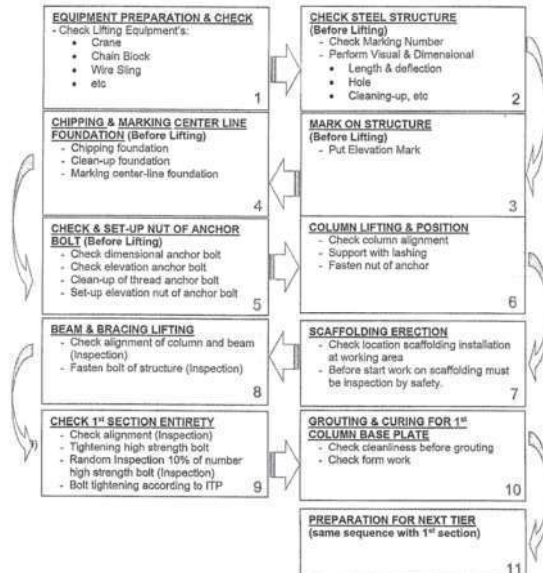 EQUIPMENT PREPARATION & CHECK
- Check Lifting Equipment's:
• Crane
• Chain Block
• Wire Sling
• etc
1
CHECK STEEL STRUCTURE
(Before Lifting)
- Check Marking Number
- Perform Visual & Dimensional
• Length & deflection
• Hole
• Cleaning-up, etc
2
MARK ON STRUCTURE
(Before Lifting)
- Put Elevation Mark
3
CHIPPING & MARKING CENTER LINE
FOUNDATION (Before Lifting)
- Chipping foundation
- Clean-up foundation
- Marking center-line foundation
4
CHECK & SET-UP NUT OF ANCHOR
BOLT (Before Lifting)
- Check dimensional anchor bolt
- Check elevation anchor bolt
- Clean-up of thread anchor bolt
- Set-up elevation nut of anchor bolt
5
COLUMN LIFTING & POSITION
- Check column alignment
- Support with lashing
- Fasten nut of anchor
6
SCAFFOLDING ERECTION
- Check location scaffolding installation
at working area
- Before start work on scaffolding must
be inspection by safety.
7
BEAM & BRACING LIFTING
- Check alignment of column and beam
(Inspection)
- Fasten bolt of structure (Inspection)
8
CHECK 1st SECTION ENTIRETY
- Check alignment (Inspection)
- Tightening high strength bolt
- Random Inspection 10% of number
high strength bolt (Inspection)
- Bolt tightening according to ITP
9
GROUTING & CURING FOR 1st
COLUMN BASE PLATE
- Check cleanliness before grouting
- Check form work
10
PREPARATION FOR NEXT TIER
(same sequence with 1st section)
11